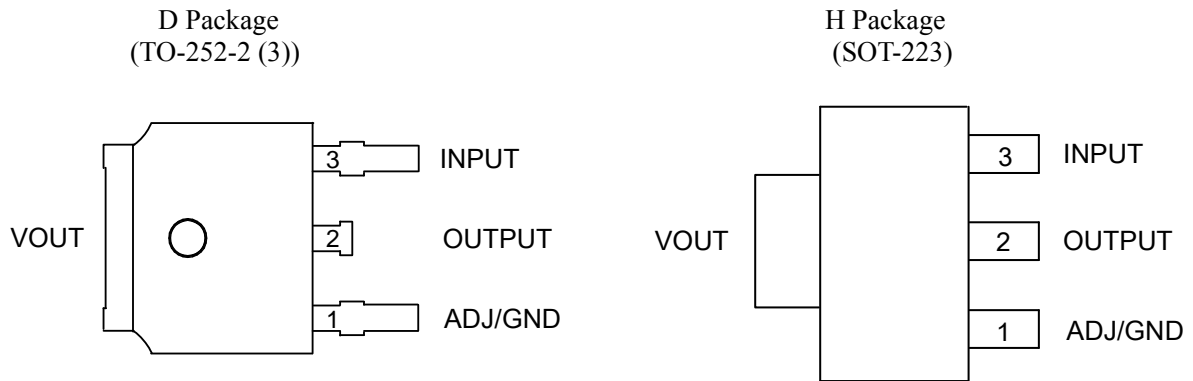 D Package
(TO-252-2 (3))
3 INPUT
VOUT
2 OUTPUT
1 ADJ/GND
H Package
(SOT-223)
3 INPUT
VOUT
2 OUTPUT
1 ADJ/GND